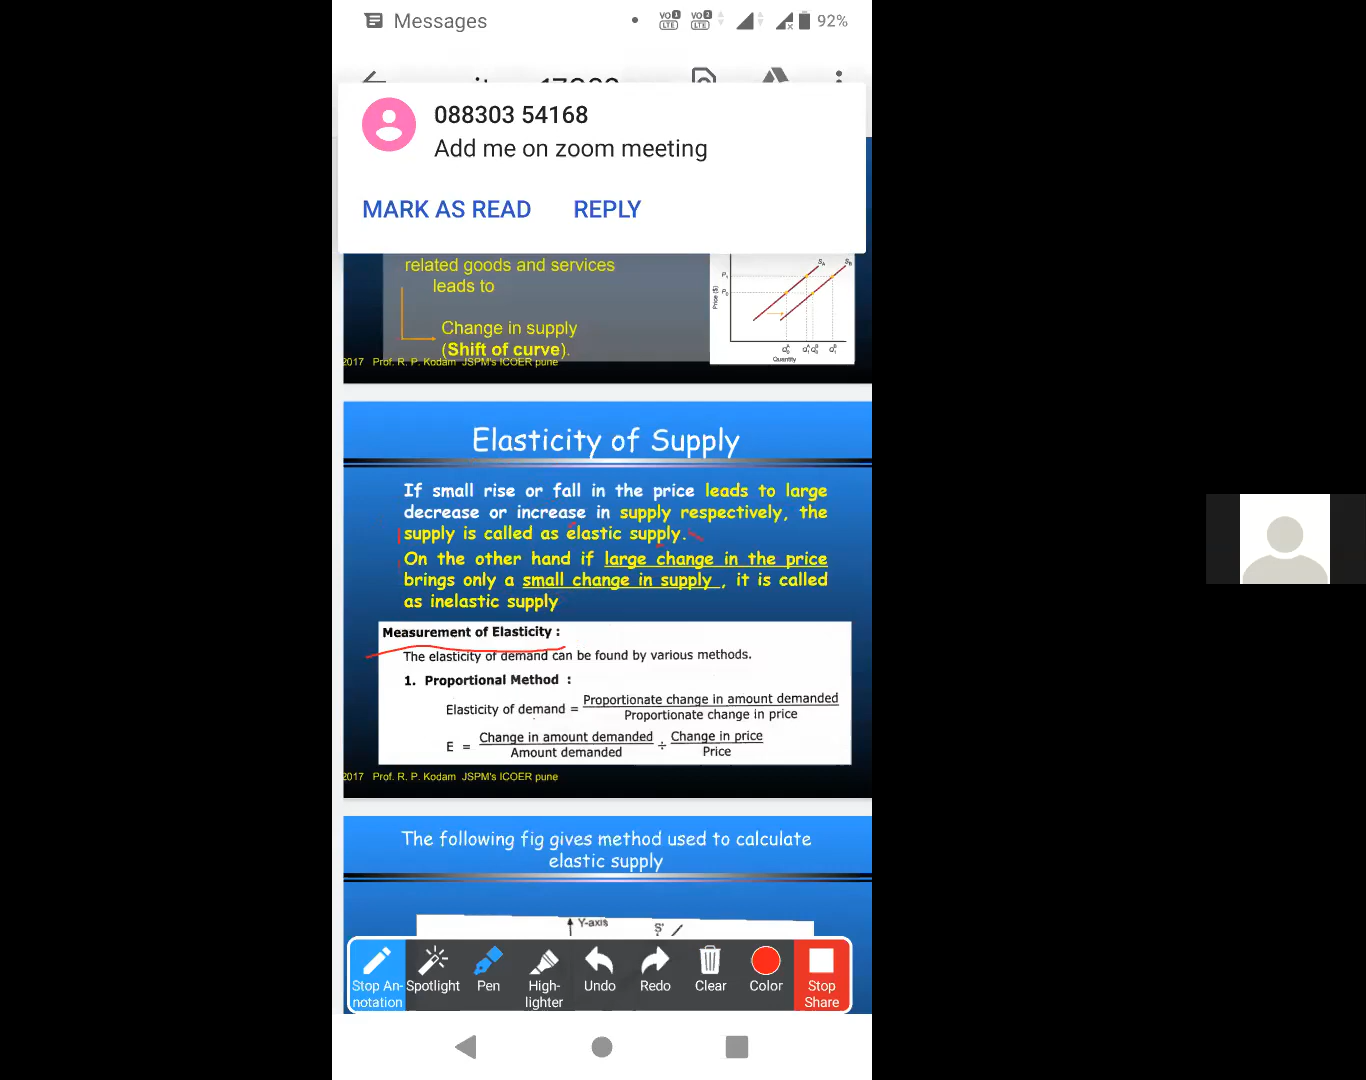 Messages
92%
088303 54168
Add me on zoom meeting
MARK AS READ REPLY
related goods and services
leads to
Change in supply
(Shift of curve).
2017 Prof. R. P. Kodam JSPM's ICOER pune
Price ($)
Quantity
Elasticity of Supply
If small rise or fall in the price leads to large
decrease or increase in supply respectively, the
supply is called as elastic supply.
On the other hand if large change in the price
brings only a small change in supply , it is called
as inelastic supply
Measurement of Elasticity :
The elasticity of demand can be found by various methods.
1. Proportional Method :
Proportionate change in amount demanded
Elasticity of demand =
Proportionate change in price
Change in amount demanded Change in price
E = ÷
Amount demanded Price
2017 Prof. R. P. Kodam JSPM's ICOER pune
The following fig gives method used to calculate
elastic supply
Y-axis S'
Stop An-
notation
Spotlight
Pen
High-
lighter
Undo
Redo
Clear
Color
Stop
Share